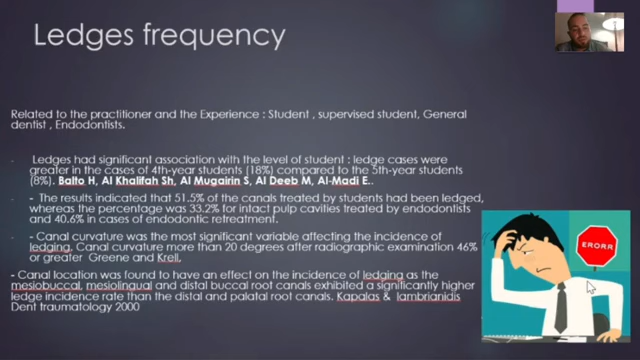 Ledges frequency
Related to the practitioner and the Experience : Student , supervised student, General
dentist , Endodontists.
- Ledges had significant association with the level of student : ledge cases were
greater in the cases of 4th-year students (18%) compared to the 5th-year students
(8%). Balto H, Al Khalifah Sh, Al Mugairin S, Al Deeb M, Al-Madi E..
- - The results indicated that 51.5% of the canals treated by students had been ledged,
whereas the percentage was 33.2% for intact pulp cavities treated by endodontists
and 40.6% in cases of endodontic retreatment.
- - Canal curvature was the most significant variable affecting the incidence of
ledging. Canal curvature more than 20 degrees after radiographic examination 46%
or greater Greene and Krell.
- Canal location was found to have an effect on the incidence of ledging as the
mesiobuccal, mesiolingual and distal buccal root canals exhibited a significantly higher
ledge incidence rate than the distal and palatal root canals. Kapalas & lambrianidis
Dent traumatology 2000
ERORR